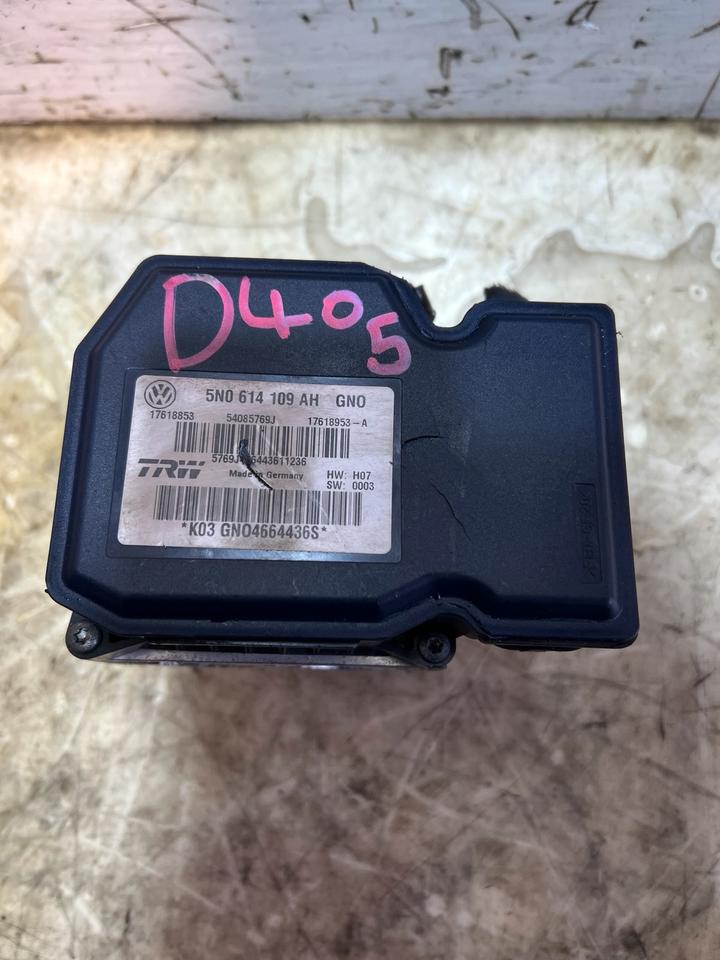 D405
5N0 614 109 AH GNO
17618853 54085769J 17618953-A
TRW
Made in Germany
HW: H07
SW: 0003
*K03 GNO4664436S*